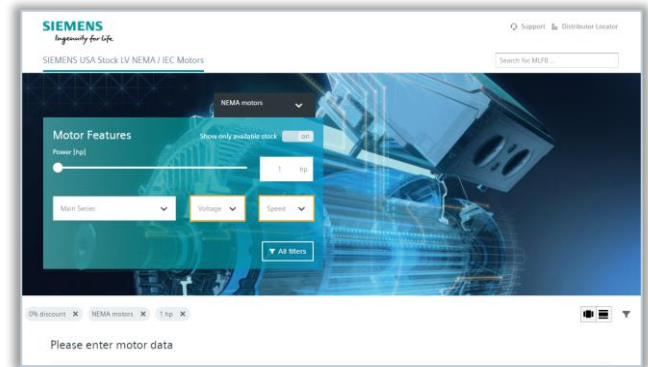 SIEMENS
Ingenuity for life
Support Distributor Locator
SIEMENS USA Stock LV NEMA / IEC Motors
Search for MLFB ...
NEMA motors
Motor Features
Show only available stock on
Power [hp]
1 hp
Main Series Voltage Speed
All filters
0% discount X NEMA motors X 1 hp X
Please enter motor data